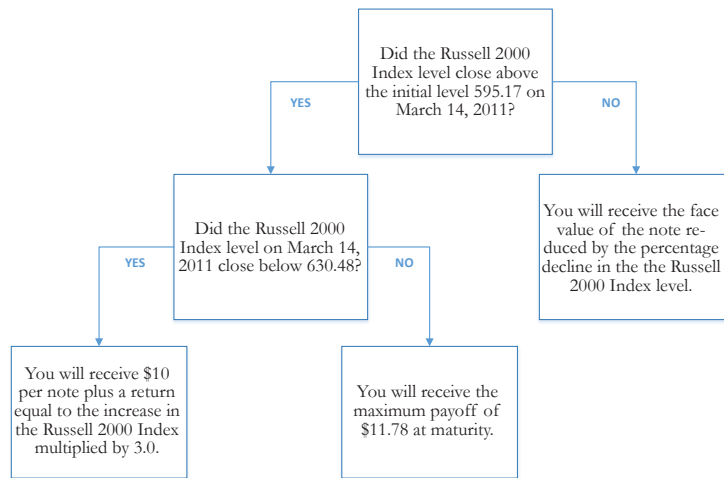 Did the Russell 2000
Index level close above
the initial level 595.17 on
March 14, 2011?
YES
NO
Did the Russell 2000
Index level on March 14,
2011 close below 630.48?
You will receive the face
value of the note re-
duced by the percentage
decline in the the Russell
2000 Index level.
YES
NO
You will receive $10
per note plus a return
equal to the increase in
the Russell 2000 Index
multiplied by 3.0.
You will receive the
maximum payoff of
$11.78 at maturity.